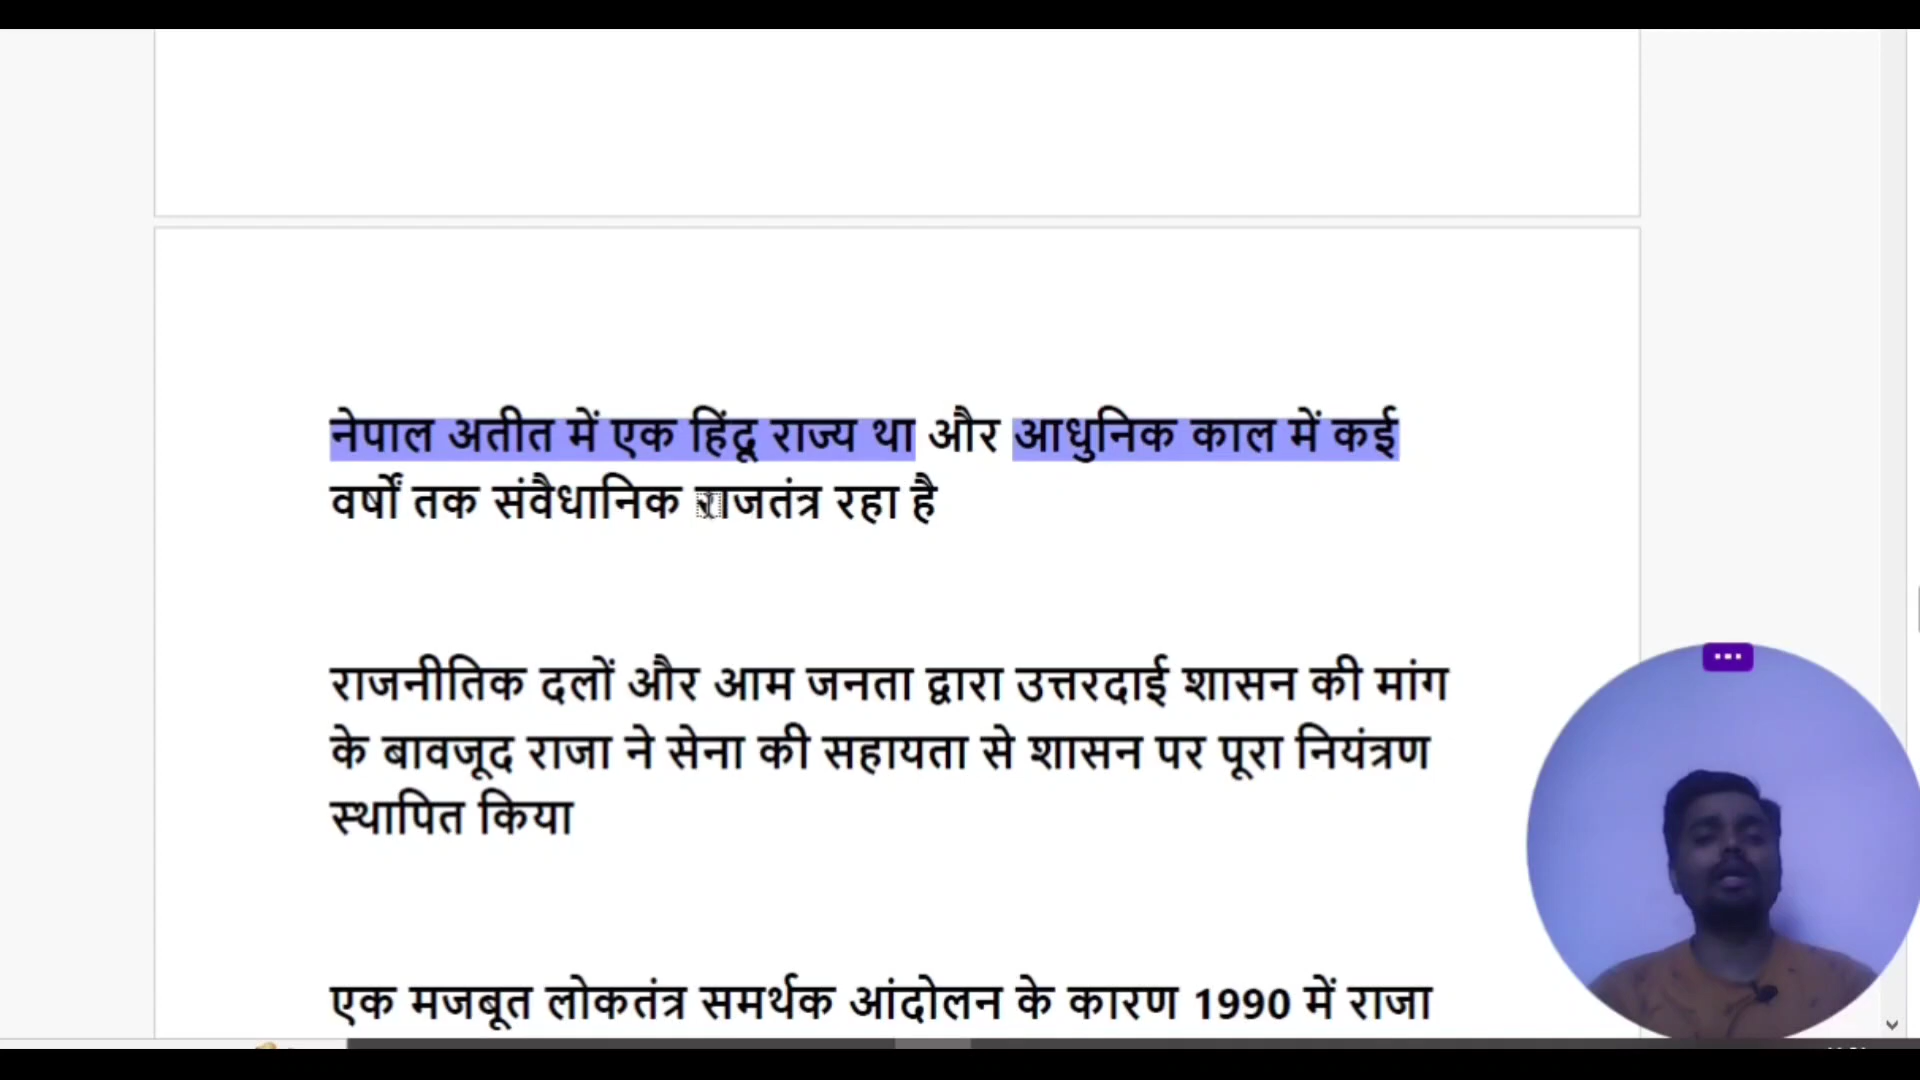 नेपाल अतीत में एक हिंदू राज्य था और आधुनिक काल में कई
वर्षों तक संवैधानिक राजतंत्र रहा है
राजनीतिक दलों और आम जनता द्वारा उत्तरदाई शासन की मांग
के बावजूद राजा ने सेना की सहायता से शासन पर पूरा नियंत्रण
स्थापित किया
एक मजबूत लोकतंत्र समर्थक आंदोलन के कारण 1990 में राजा